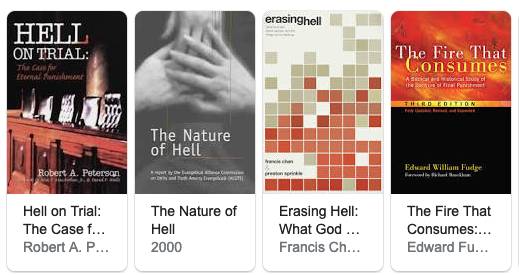 HELL
ON TRIAL:
The Case for
Eternal Punishment
Robert A. Peterson
Hell on Trial:
The Case f...
Robert A. P...
The Nature
of Hell
A report by the Evangelical Alliance Commission
on Unity and Truth Among Evangelicals (ACUTE)
The Nature of
Hell
2000
erasinghell
francis chan
&
preston sprinkle
Erasing Hell:
What God ...
Francis Ch...
The Fire That
Consumes
A Biblical and Historical Study of
the Doctrine of Final Punishment
THIRD EDITION
Fully Updated, Revised, and Expanded
Edward William Fudge
Foreword by Richard Bauckham
The Fire That
Consumes:...
Edward Fu...